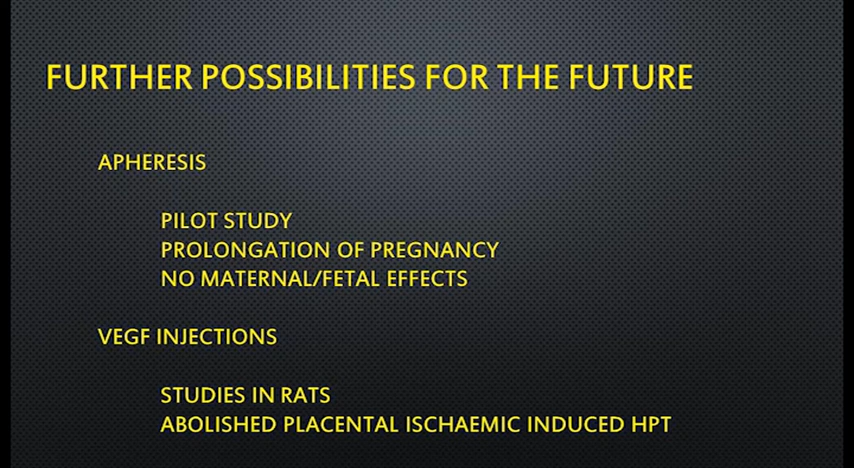 FURTHER POSSIBILITIES FOR THE FUTURE
APHERESIS
PILOT STUDY
PROLONGATION OF PREGNANCY
NO MATERNAL/FETAL EFFECTS
VEGF INJECTIONS
STUDIES IN RATS
ABOLISHED PLACENTAL ISCHAEMIC INDUCED HPT